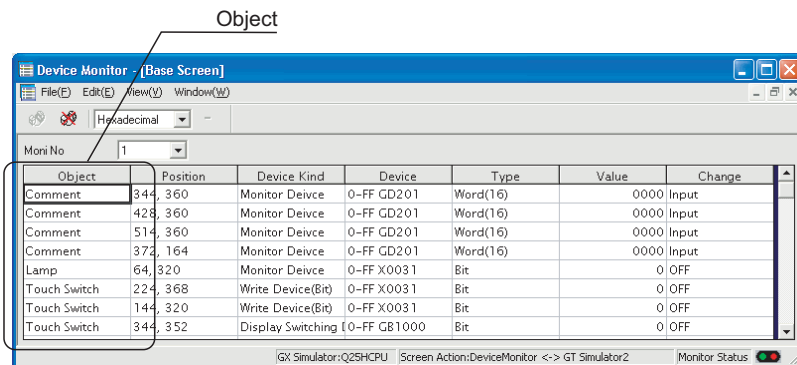 Object
Device Monitor - [Base Screen]
File(F) Edit(E) View(V) Window(W)
Hexadecimal
Moni No 1
Object Position Device Kind Device Type Value Change
Comment 344, 360 Monitor Deivce 0-FF GD201 Word(16) 0000 Input
Comment 428, 360 Monitor Deivce 0-FF GD201 Word(16) 0000 Input
Comment 514, 360 Monitor Deivce 0-FF GD201 Word(16) 0000 Input
Comment 372, 164 Monitor Deivce 0-FF GD201 Word(16) 0000 Input
Lamp 64, 320 Monitor Deivce 0-FF X0031 Bit 0 OFF
Touch Switch 224, 368 Write Device(Bit) 0-FF X0031 Bit 0 OFF
Touch Switch 144, 320 Write Device(Bit) 0-FF X0031 Bit 0 OFF
Touch Switch 344, 352 Display Switching 0-FF GB1000 Bit 0 OFF
GX Simulator:Q25HCPU Screen Action:DeviceMonitor <-> GT Simulator2 Monitor Status